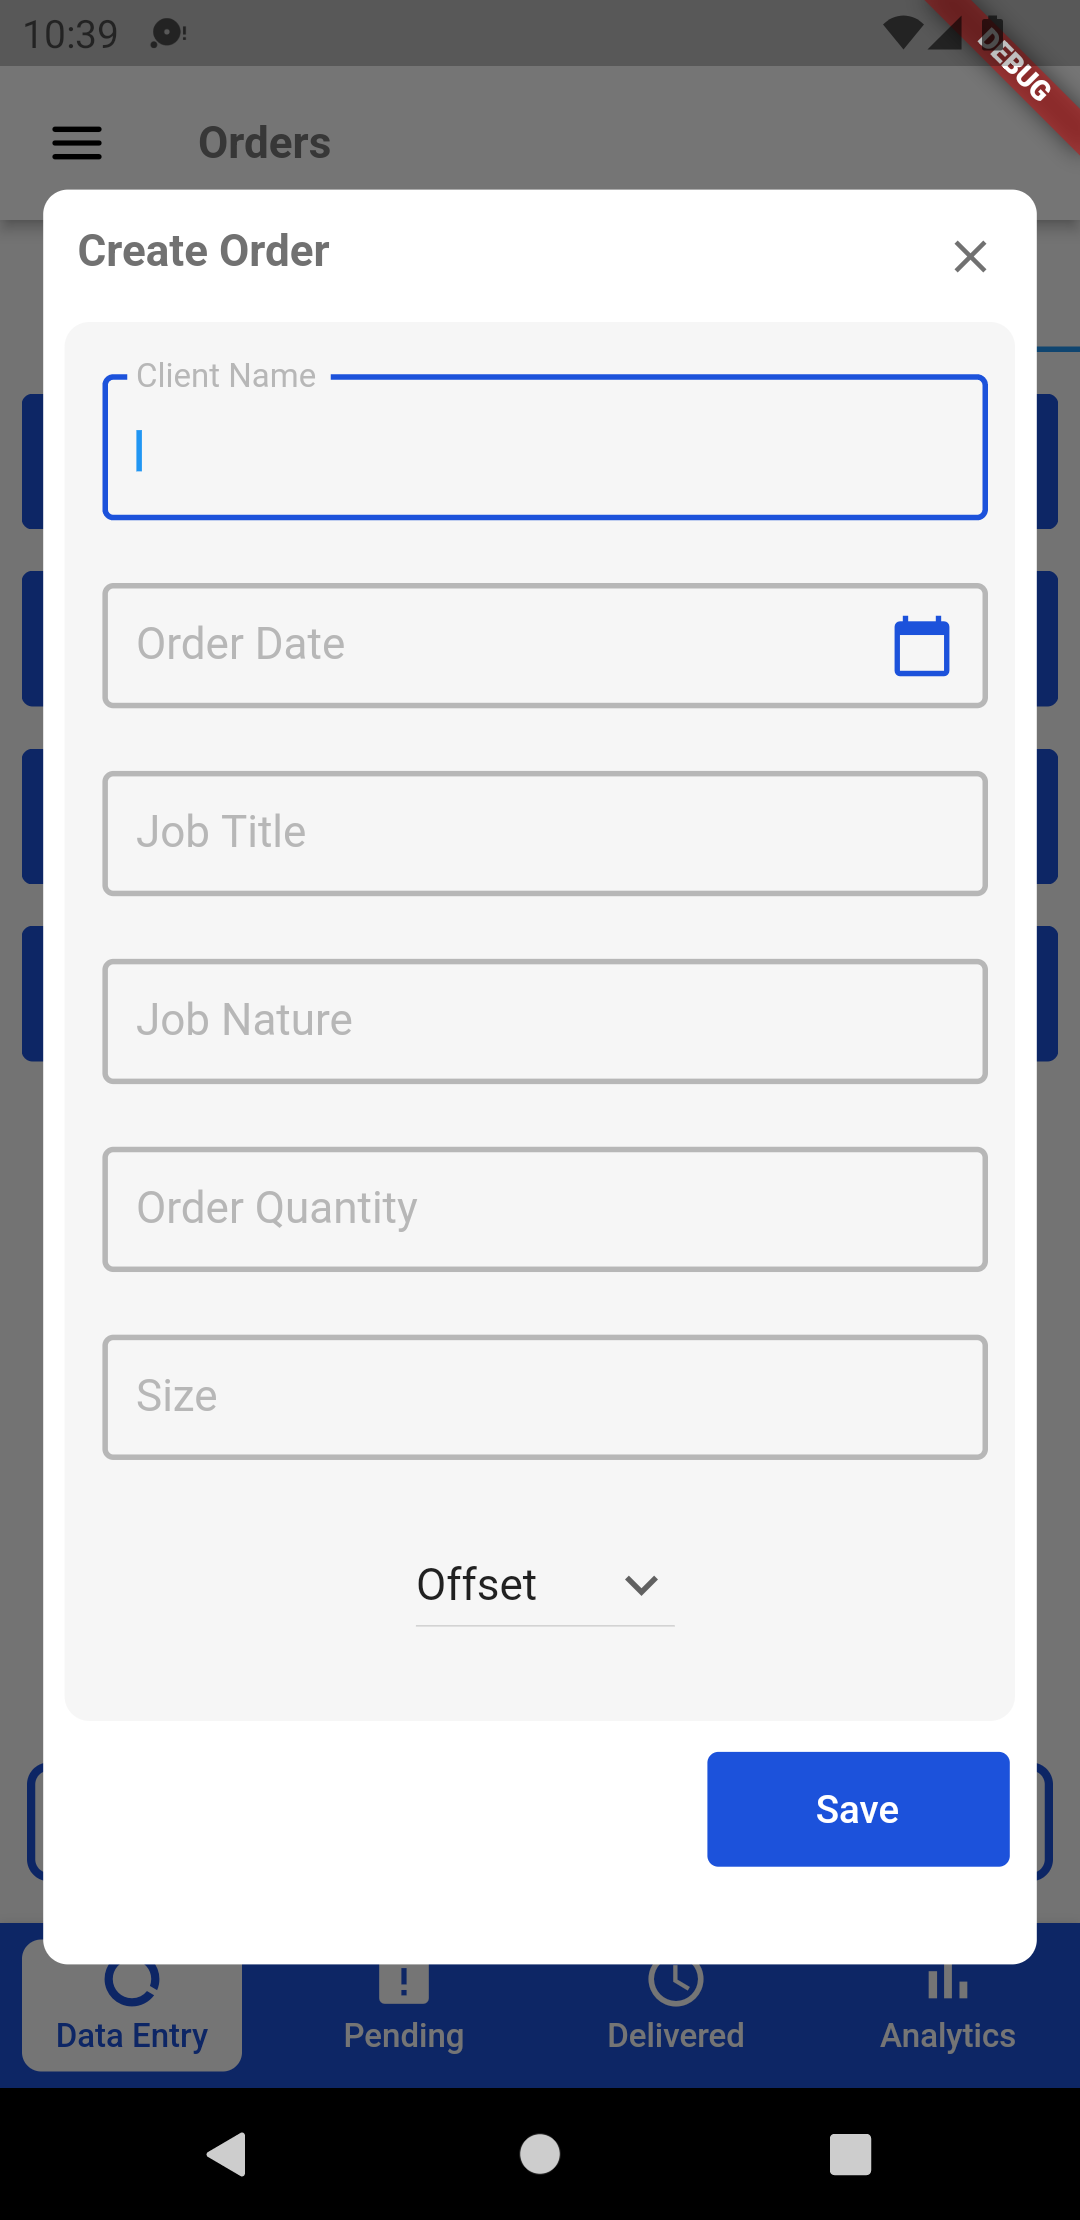 10:39
DEBUG
Orders
Create Order
Client Name
Order Date
Job Title
Job Nature
Order Quantity
Size
Offset
Save
Data Entry
Pending
Delivered
Analytics